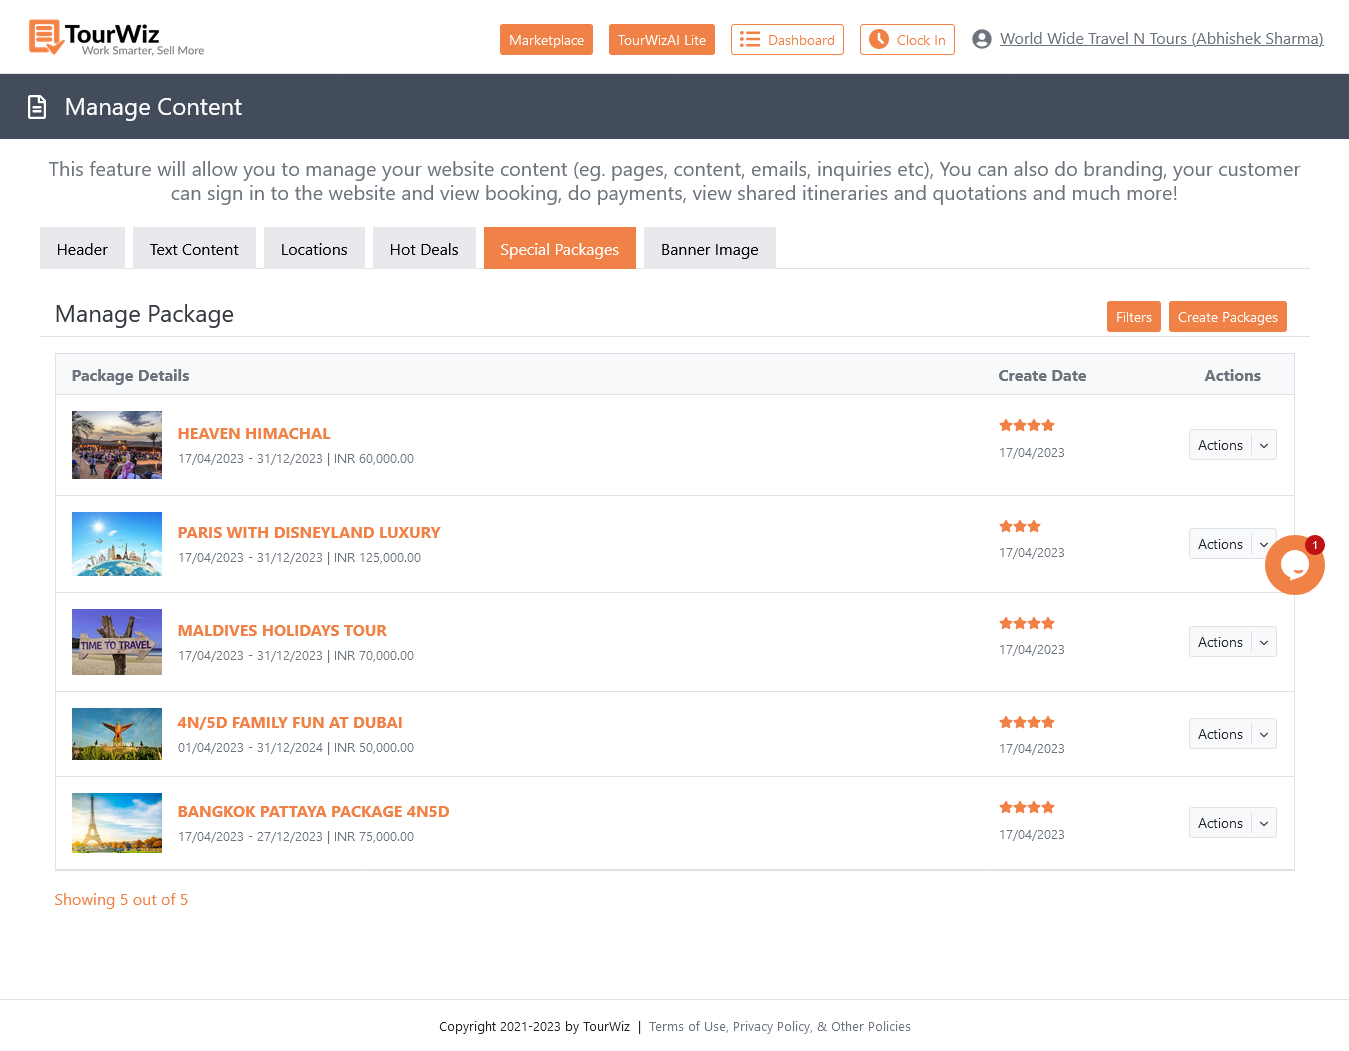 TourWiz
Work Smarter, Sell More
Marketplace
TourWizAI Lite
Dashboard
Clock In
World Wide Travel N Tours (Abhishek Sharma)
Manage Content
This feature will allow you to manage your website content (eg. pages, content, emails, inquiries etc), You can also do branding, your customer
can sign in to the website and view booking, do payments, view shared itineraries and quotations and much more!
Header
Text Content
Locations
Hot Deals
Special Packages
Banner Image
Manage Package
Filters
Create Packages
Package Details
Create Date
Actions
HEAVEN HIMACHAL
17/04/2023 - 31/12/2023 | INR 60,000.00
17/04/2023
Actions
PARIS WITH DISNEYLAND LUXURY
17/04/2023 - 31/12/2023 | INR 125,000.00
17/04/2023
Actions
1
TIME TO TRAVEL
MALDIVES HOLIDAYS TOUR
17/04/2023 - 31/12/2023 | INR 70,000.00
17/04/2023
Actions
4N/5D FAMILY FUN AT DUBAI
01/04/2023 - 31/12/2024 | INR 50,000.00
17/04/2023
Actions
BANGKOK PATTAYA PACKAGE 4N5D
17/04/2023 - 27/12/2023 | INR 75,000.00
17/04/2023
Actions
Showing 5 out of 5
Copyright 2021-2023 by TourWiz | Terms of Use, Privacy Policy, & Other Policies